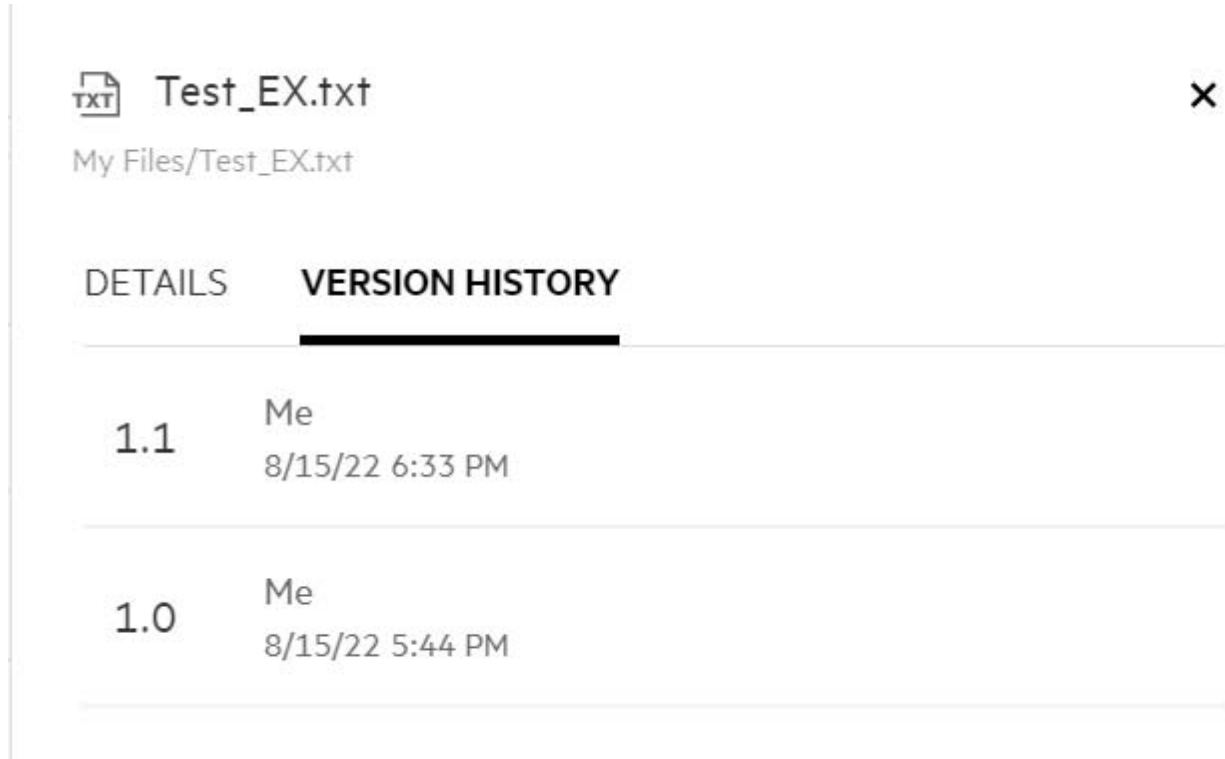 TXT Test_EX.txt
My Files/Test_EX.txt
DETAILS VERSION HISTORY
1.1
Me
8/15/22 6:33 PM
1.0
Me
8/15/22 5:44 PM